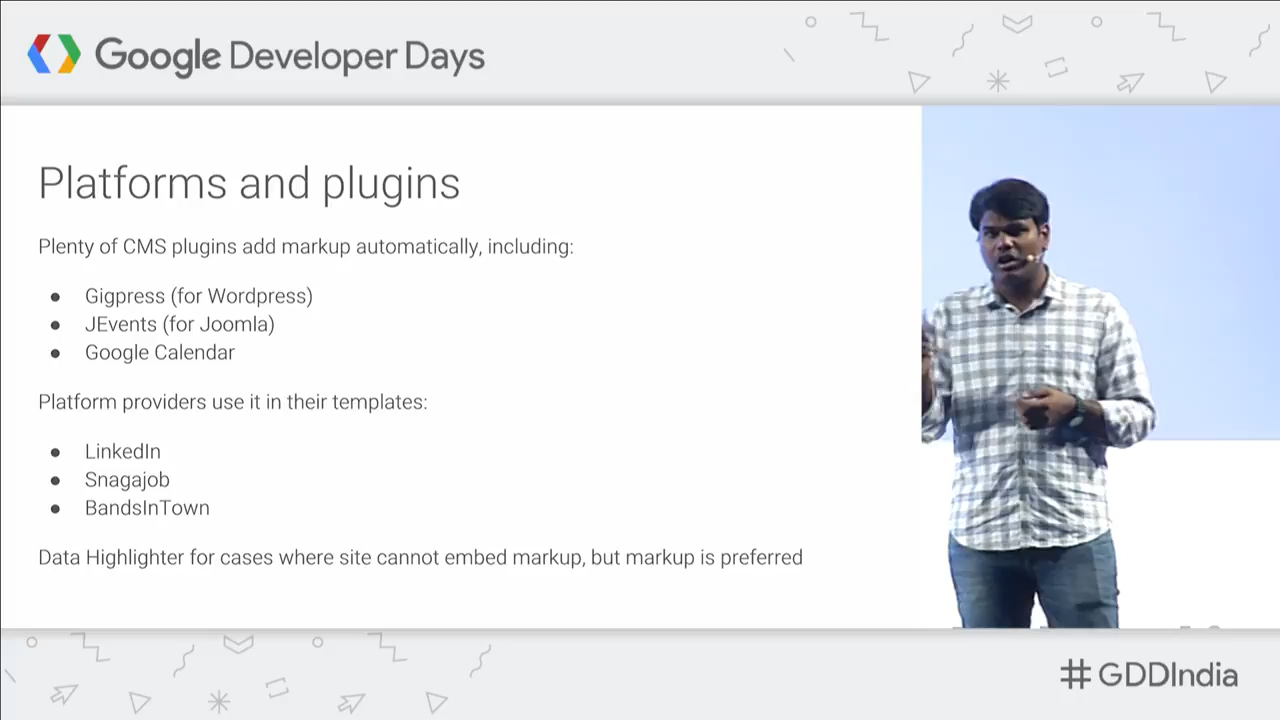 Google Developer Days
Platforms and plugins
Plenty of CMS plugins add markup automatically, including:
● Gigpress (for Wordpress)
● JEvents (for Joomla)
● Google Calendar
Platform providers use it in their templates:
● LinkedIn
● Snagajob
● BandsInTown
Data Highlighter for cases where site cannot embed markup, but markup is preferred
#GDDIndia